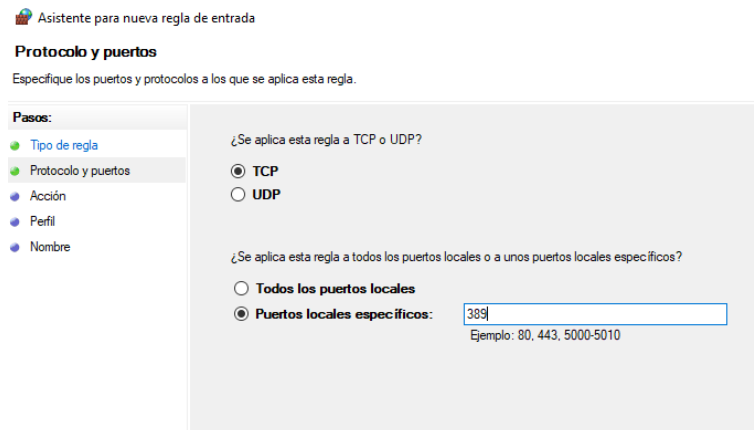 Asistente para nueva regla de entrada
Protocolo y puertos
Especifique los puertos y protocolos a los que se aplica esta regla.
Pasos:
Tipo de regla
Protocolo y puertos
Acción
Perfil
Nombre
¿Se aplica esta regla a TCP o UDP?
TCP
UDP
¿Se aplica esta regla a todos los puertos locales o a unos puertos locales específicos?
Todos los puertos locales
Puertos locales específicos: 389
Ejemplo: 80, 443, 5000-5010